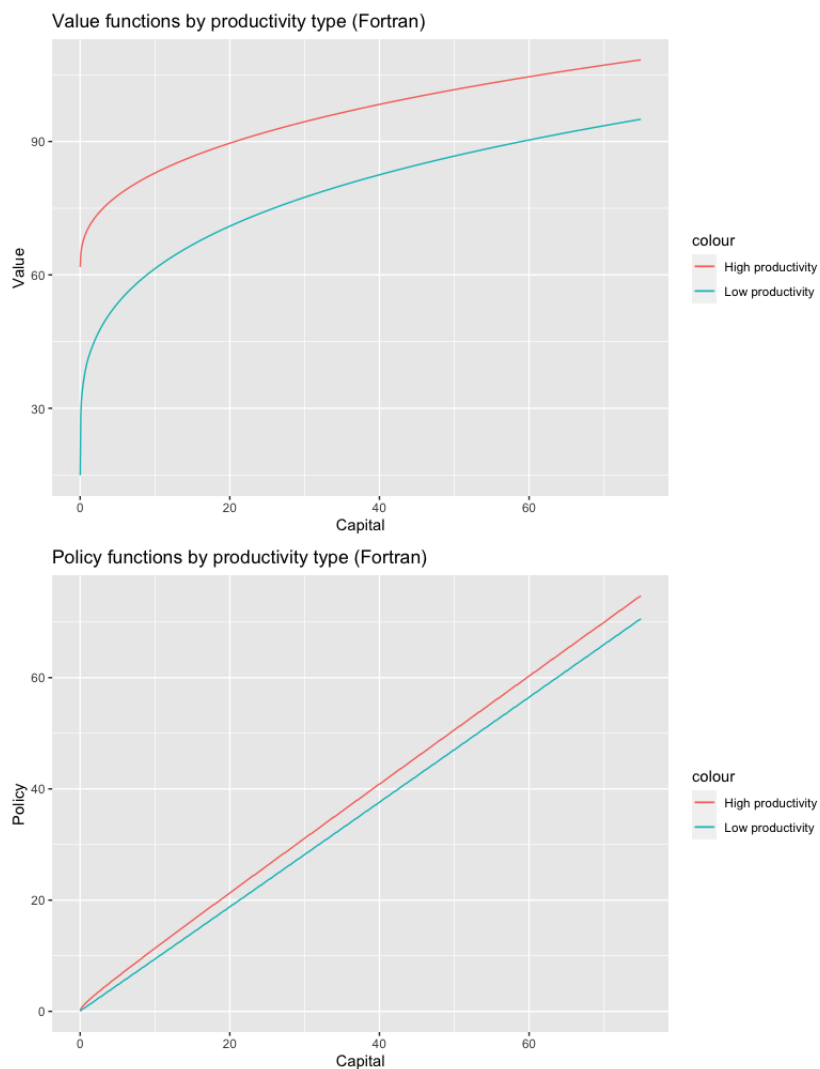 Value functions by productivity type (Fortran)
90
60
30
Value
0 20 40 60
Capital
colour
High productivity
Low productivity
Policy functions by productivity type (Fortran)
60
40
20
0
Policy
0 20 40 60
Capital
colour
High productivity
Low productivity